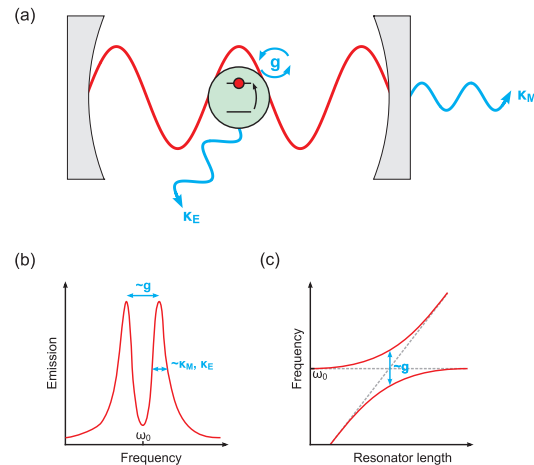 (a)
g
κM
κE
(b)
~g
Emission
~κM, κE
ω0
Frequency
(c)
Frequency
ω0
~g
Resonator length